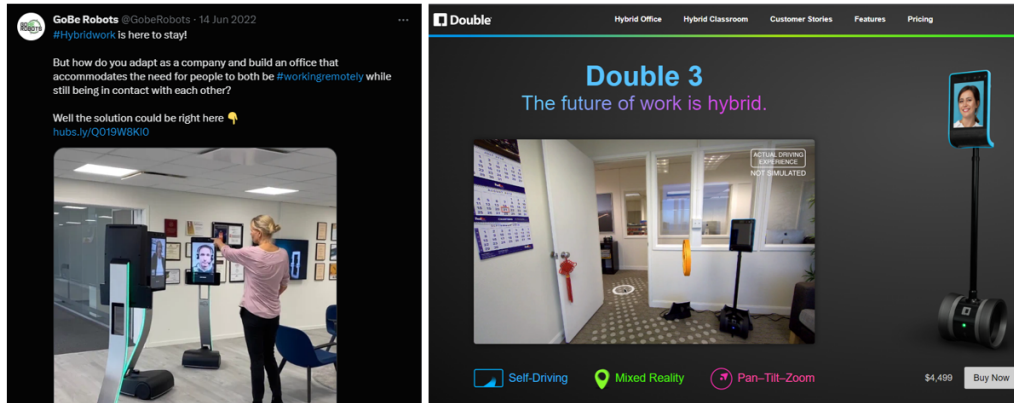 GoBe Robots @GobeRobots · 14 Jun 2022
#Hybridwork is here to stay!
But how do you adapt as a company and build an office that
accommodates the need for people to both be #workingremotely while
still being in contact with each other?
Well the solution could be right here 👇
hubs.ly/Q019W8Kl0
Double
Hybrid Office
Hybrid Classroom
Customer Stories
Features
Pricing
Double 3
The future of work is hybrid.
ACTUAL DRIVING
EXPERIENCE
NOT SIMULATED
Self-Driving
Mixed Reality
Pan–Tilt–Zoom
$4,499
Buy Now